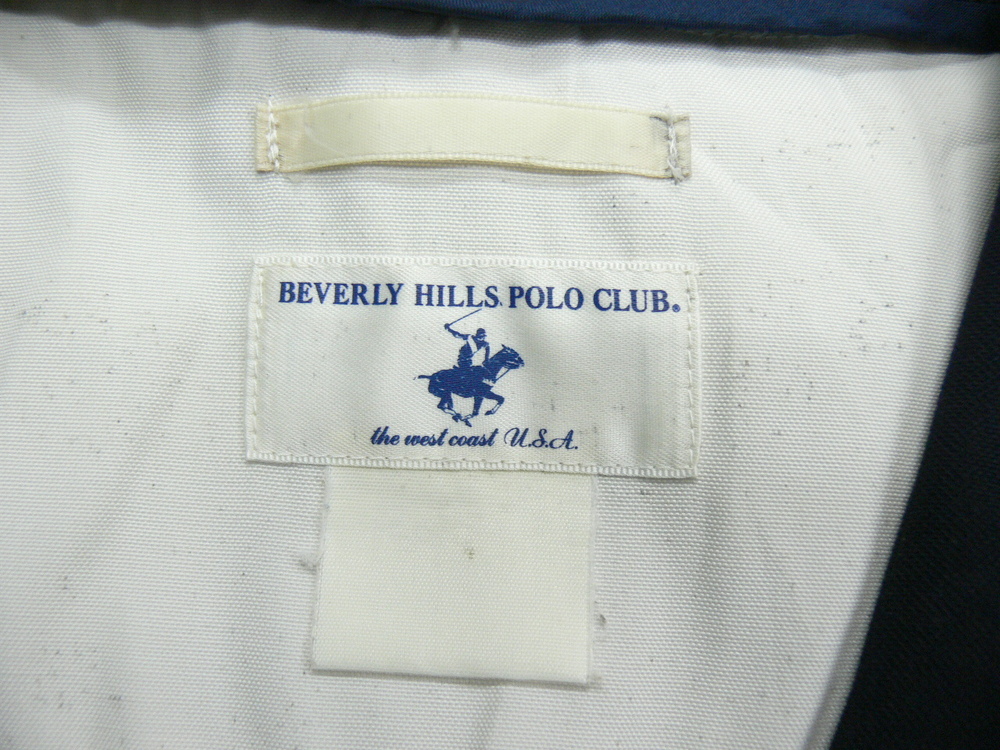 BEVERLY HILLS POLO CLUB®
the west coast U.S.A.